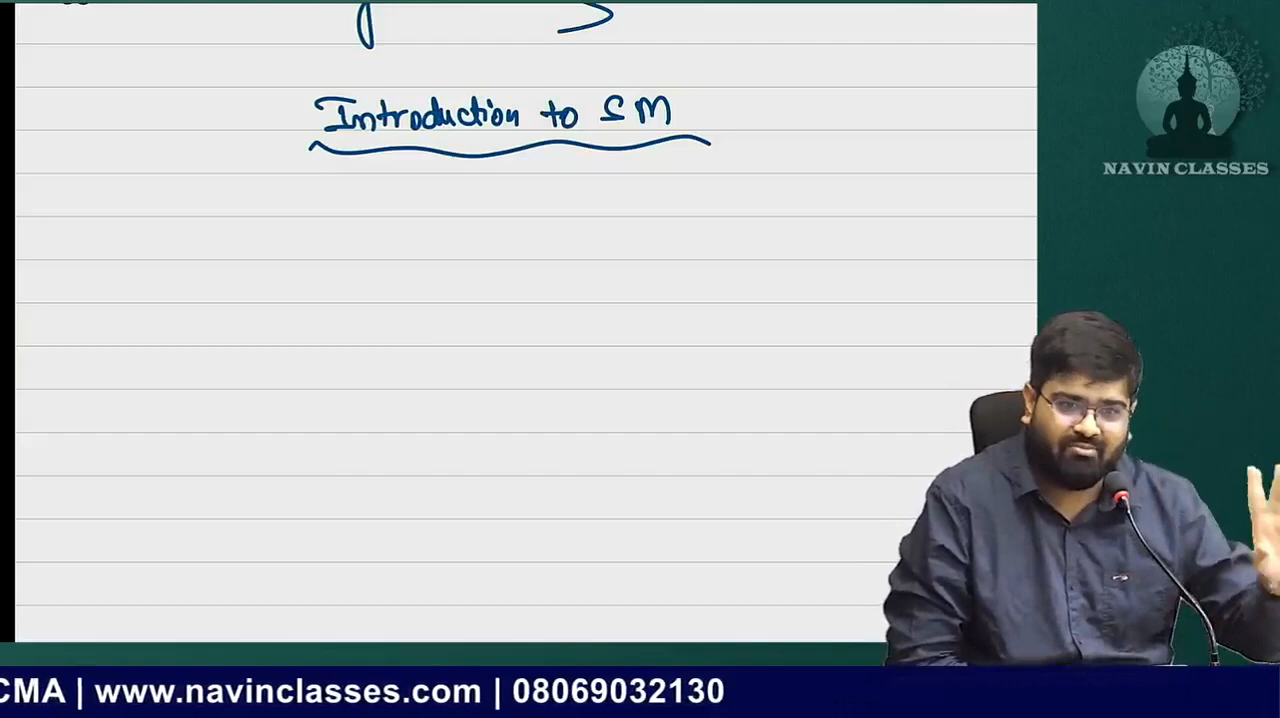 Introduction to SM
NAVIN CLASSES
CMA | www.navinclasses.com | 08069032130